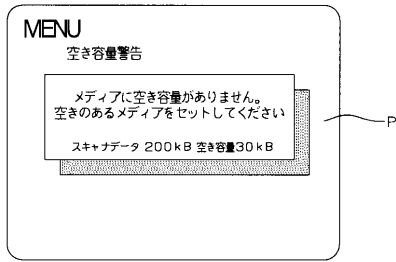 MENU
空き容量警告
メディアに空き容量がありません。
空きのあるメディアをセットしてください
スキャナデータ 200kB 空き容量30kB
P